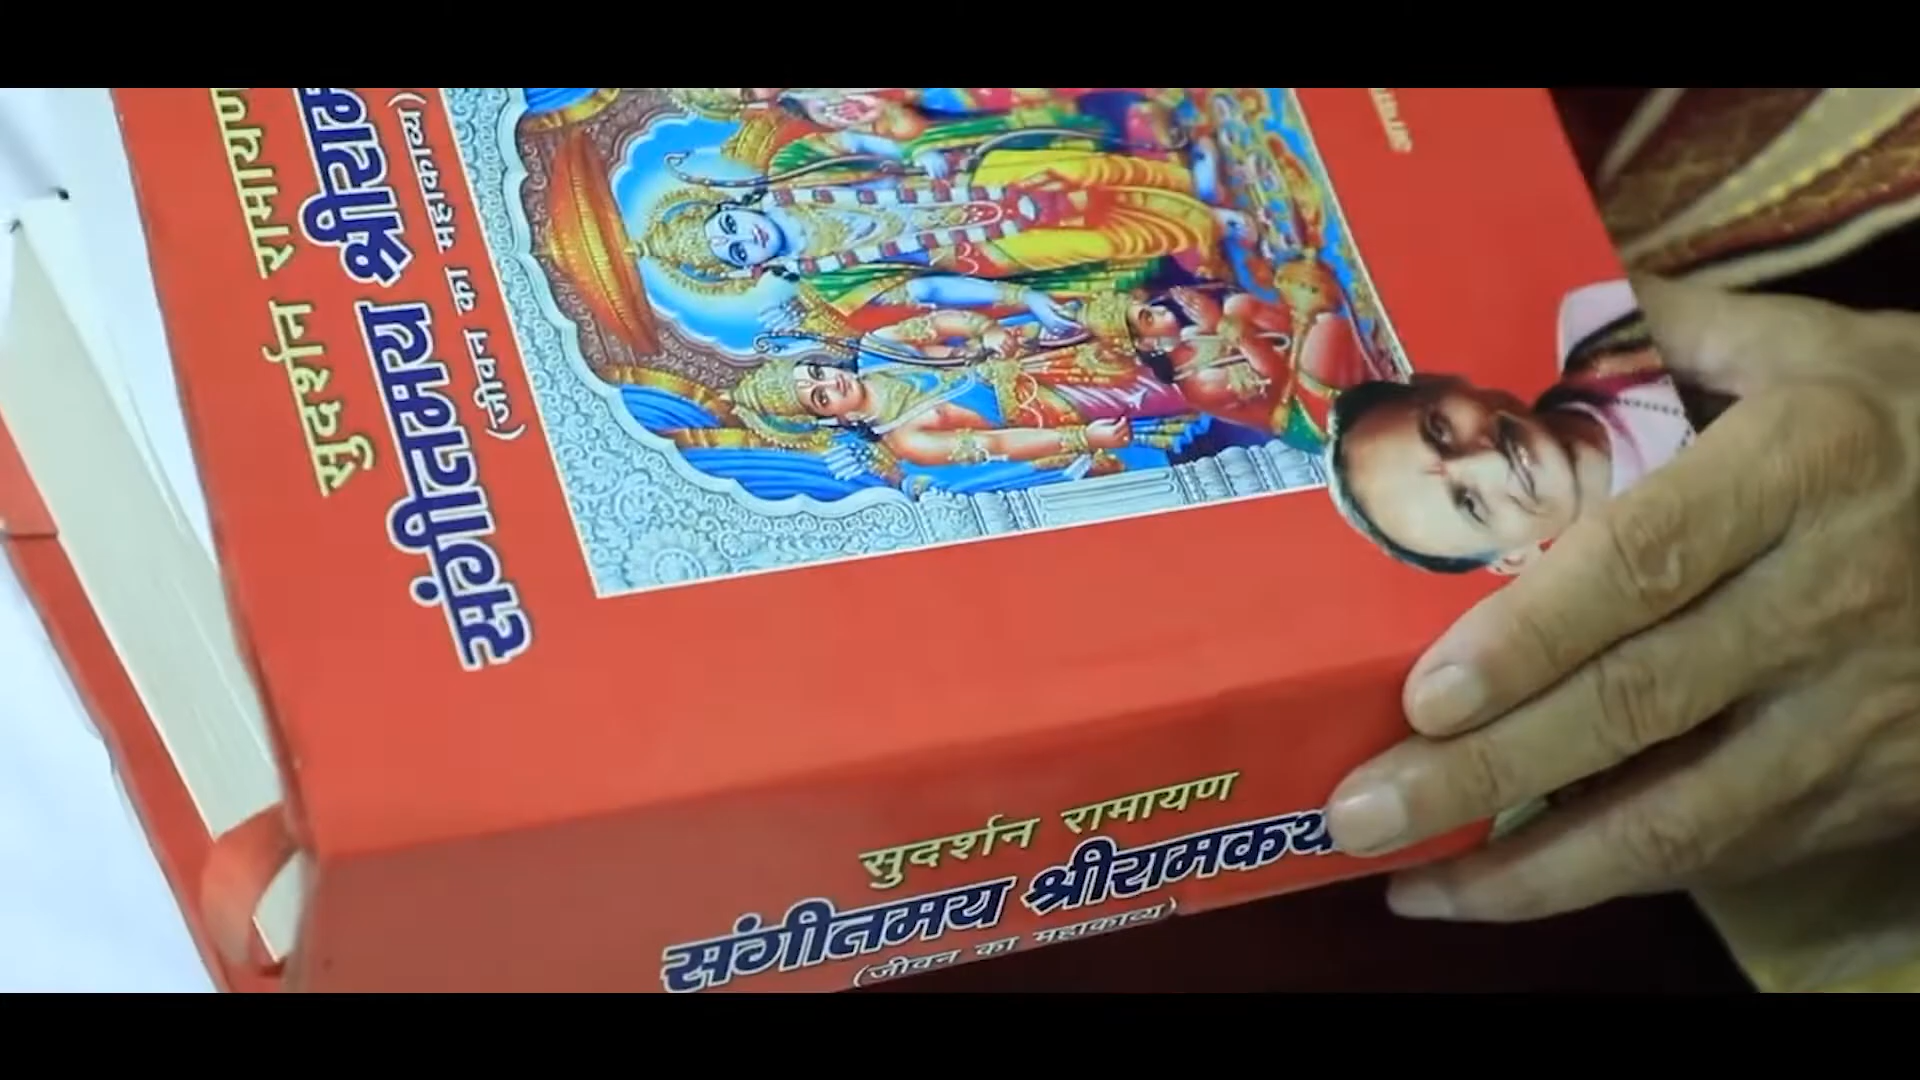 सुदर्शन रामायण
संगीतमय श्रीराम
(जीवन का महाकाव्य)
सुदर्शन रामायण
संगीतमय श्रीरामकथ
(जीवन का महाकाव्य)